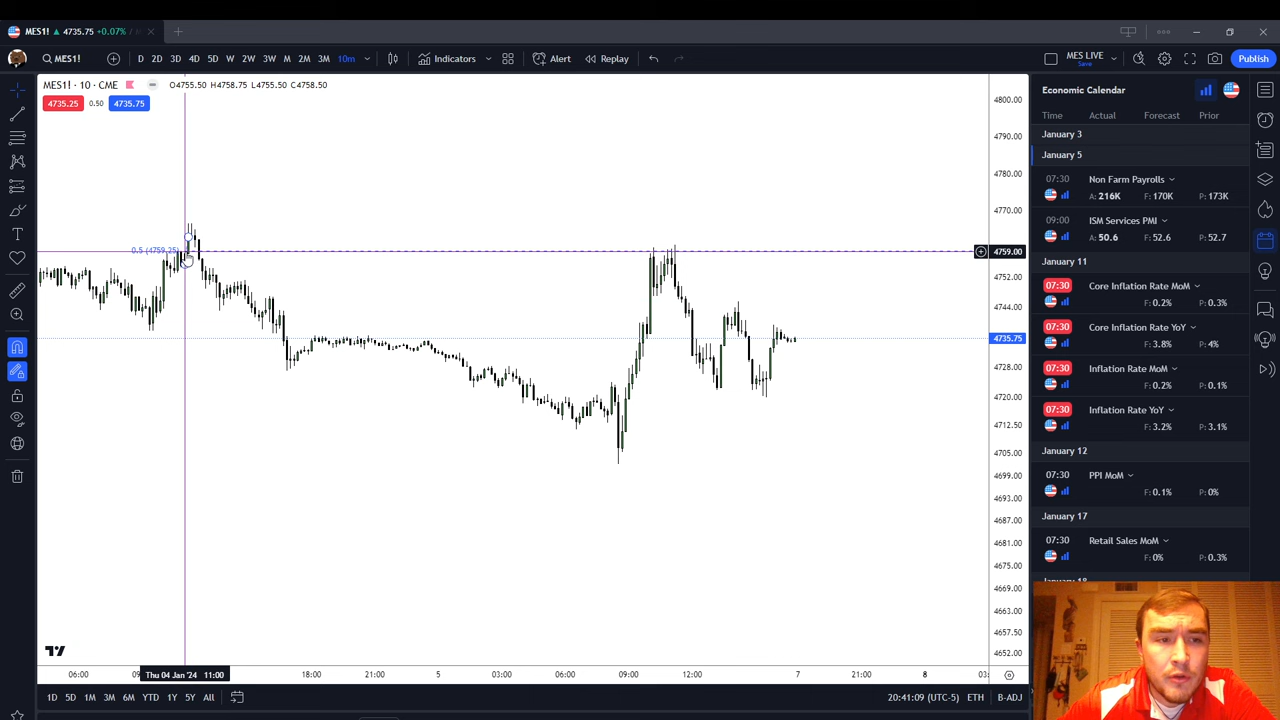 MES1! 4735.75 +0.07%
MES1! D 2D 3D 4D 5D W 2W 3W M 2M 3M 10m Indicators Alert Replay MES LIVE Save Publish
MES1! · 10 · CME O4755.50 H4758.75 L4755.50 C4758.50
4735.25 0.50 4735.75
0.5 (4759.25)
4800.00
4790.00
4780.00
4770.00
4759.00
4752.00
4744.00
4735.75
4728.00
4720.00
4712.50
4705.00
4699.00
4693.00
4687.00
4681.00
4675.00
4669.00
4663.00
4657.50
4652.00
06:00 Thu 04 Jan '24 11:00 18:00 21:00 5 03:00 06:00 09:00 12:00 7 21:00 8
1D 5D 1M 3M 6M YTD 1Y 5Y All 20:41:09 (UTC-5) ETH B-ADJ
Economic Calendar
Time Actual Forecast Prior
January 3
January 5
07:30 Non Farm Payrolls
A: 216K F: 170K P: 173K
09:00 ISM Services PMI
A: 50.6 F: 52.6 P: 52.7
January 11
07:30 Core Inflation Rate MoM
F: 0.2% P: 0.3%
07:30 Core Inflation Rate YoY
F: 3.8% P: 4%
07:30 Inflation Rate MoM
F: 0.2% P: 0.1%
07:30 Inflation Rate YoY
F: 3.2% P: 3.1%
January 12
07:30 PPI MoM
F: 0.1% P: 0%
January 17
07:30 Retail Sales MoM
F: 0% P: 0.3%